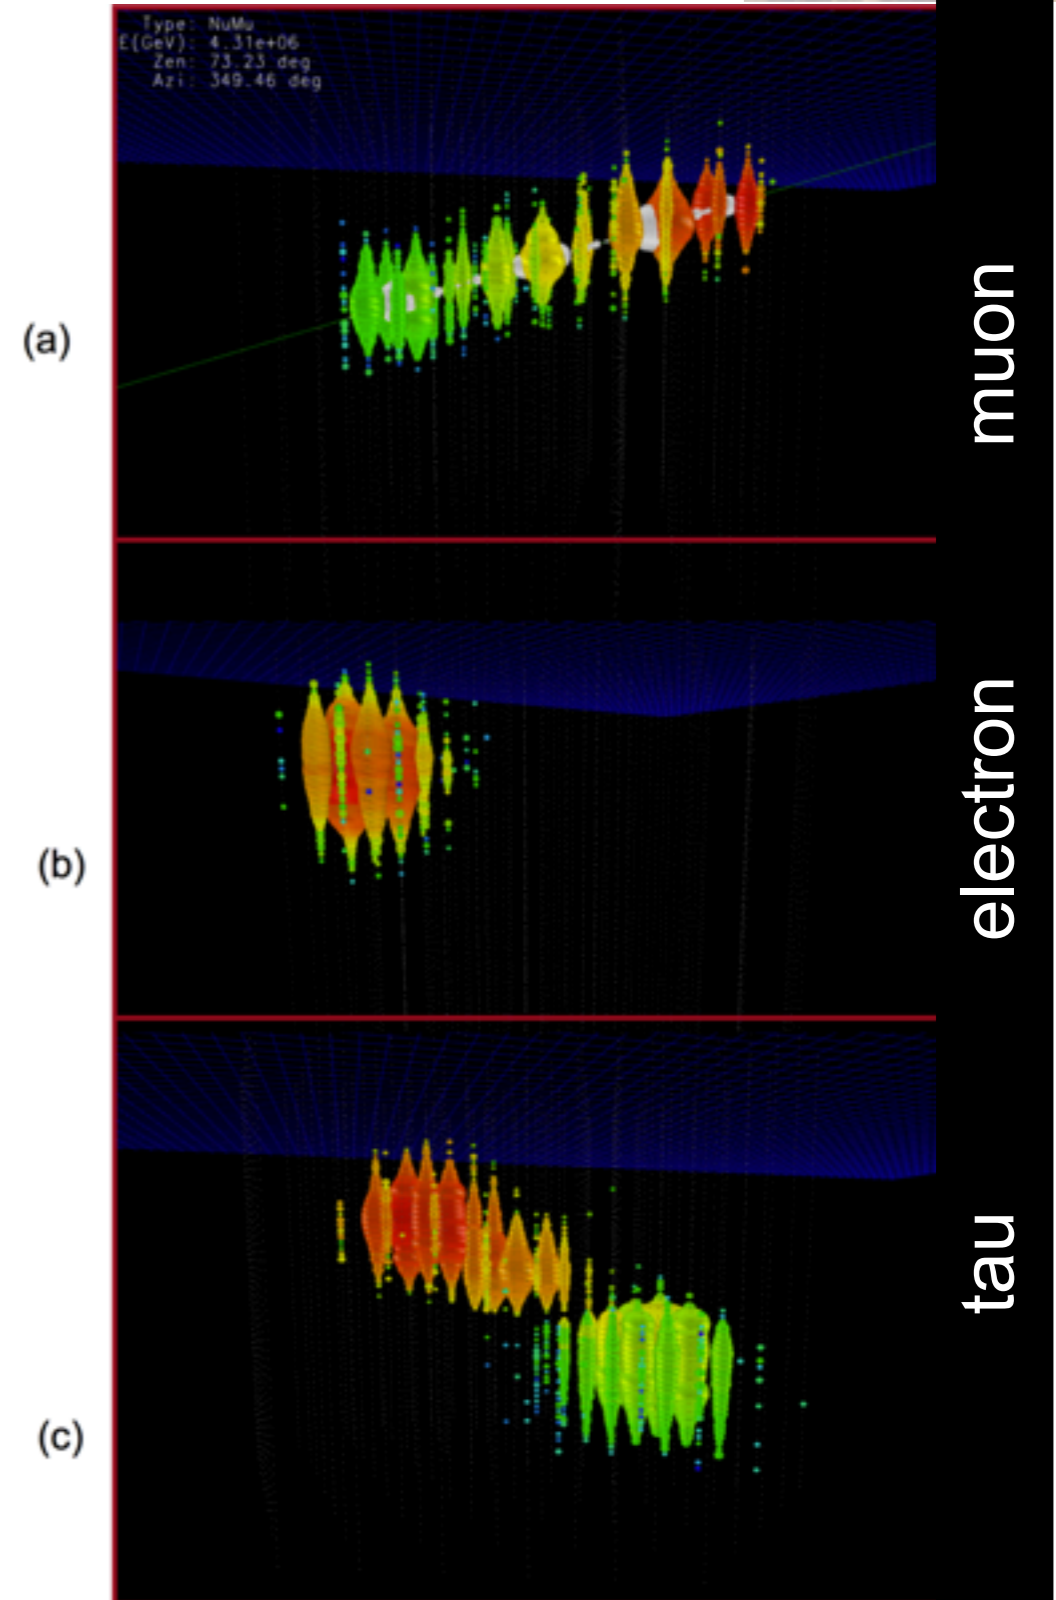 Type: NuMu
E(GeV): 4.31e+06
Zen: 73.23 deg
Azi: 349.46 deg
(a)
muon
(b)
electron
(c)
tau